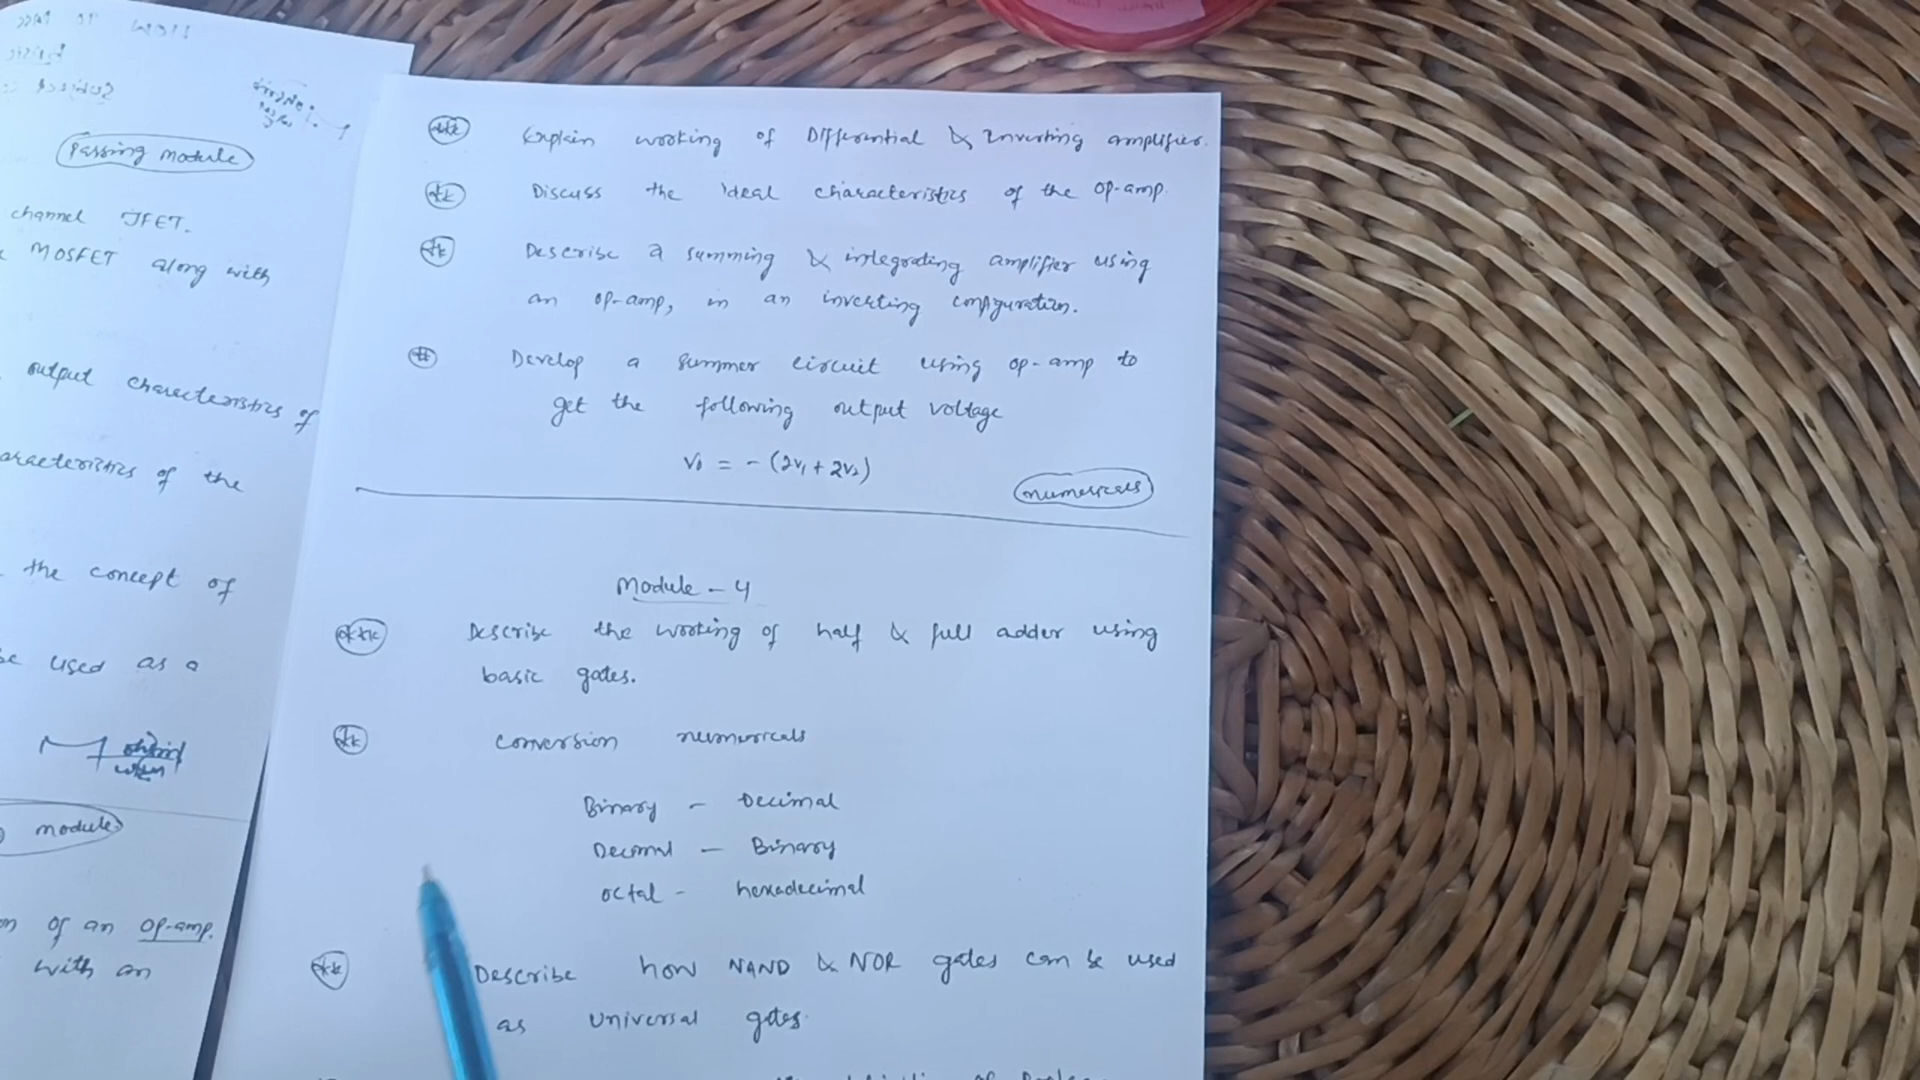 Passing module
channel JFET.
MOSFET along with
output characteristics of
aracteristics of the
the concept of
be used as a
module
on of an op-amp.
with an
*** Explain working of Differential & Inverting amplifier.
** Discuss the ideal characteristics of the op-amp.
** Describe a summing & integrating amplifier using
an op-amp, in an inverting configuration.
* Develop a summer circuit using op-amp to
get the following output voltage
V0 = - (2V1 + 2V2)
numericals
Module - 4
*** Describe the working of half & full adder using
basic gates.
** conversion numericals
Binary - Decimal
Decimal - Binary
octal - hexadecimal
** Describe how NAND & NOR gates can be used
as universal gates.